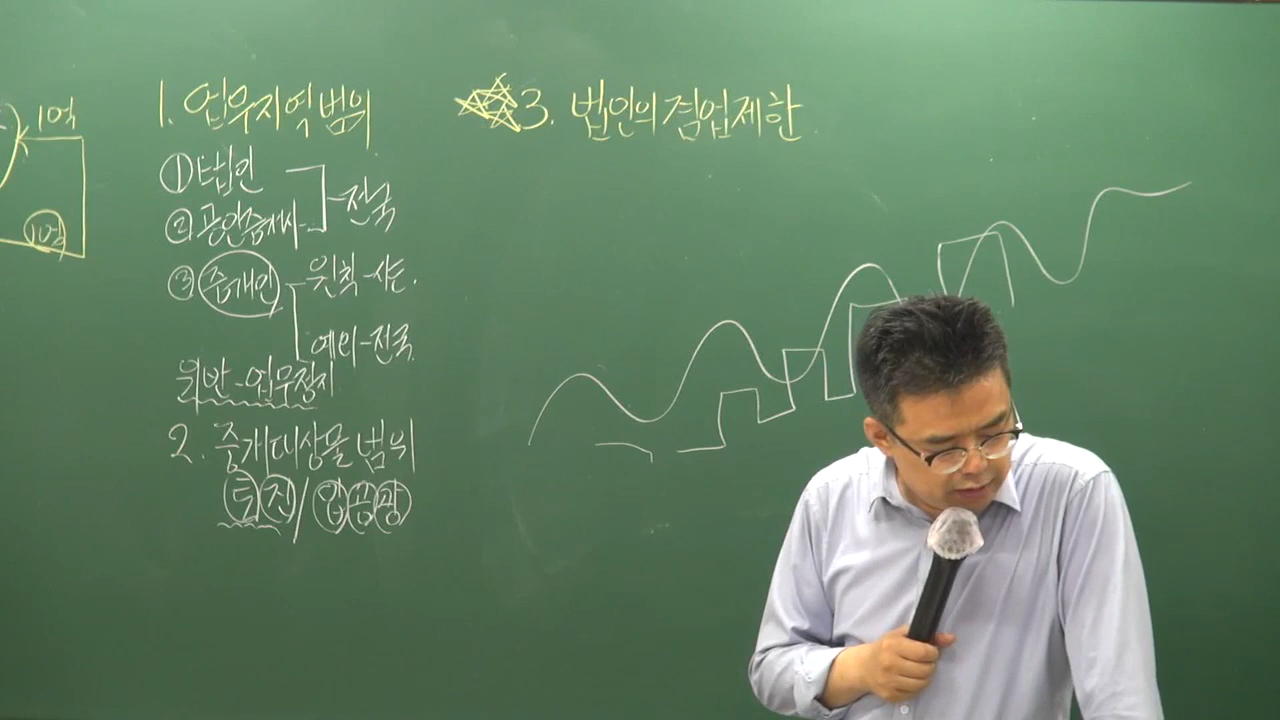 1억
1억
1. 업무지역범위
① 법인
② 공인중개사
전국
③ 중개인
원칙-시·도
예외-전국
위반-업무정지
2. 중개대상물 범위
토 건 / 입 공 광
3. 법인의 겸업제한